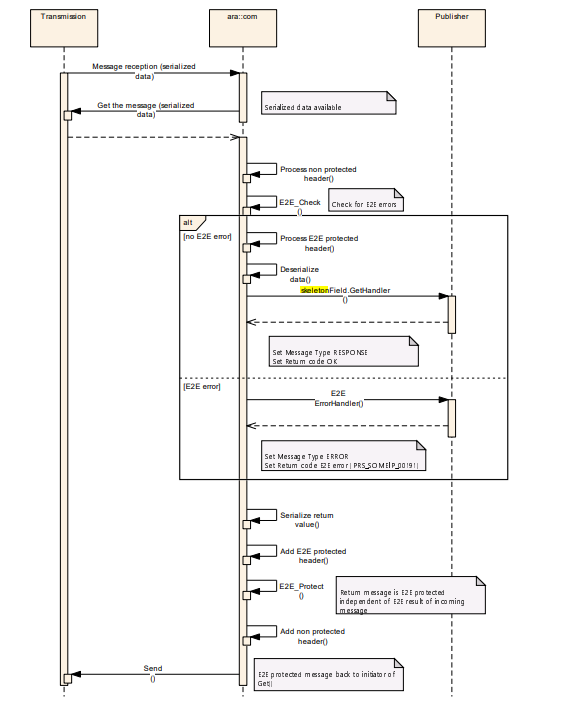 Transmission
ara::com
Publisher
Message reception (serialized
data)
Get the message (serialized
data)
Serialized data available
Process non protected
header()
E2E_Check
()
Check for E2E errors
alt
[no E2E error]
Process E2E protected
header()
Deserialize
data()
skeletonField.GetHandler
()
Set Message Type RESPONSE
Set Return code OK
[E2E error]
E2E
ErrorHandler()
Set Message Type ERROR
Set Return code E2E error [PRS_SOMEIP_00191]
Serialize return
value()
Add E2E protected
header()
E2E_Protect
()
Return message is E2E protected
independent of E2E result of incoming
message
Add non protected
header()
Send
()
E2E protected message back to initiator of
Get()